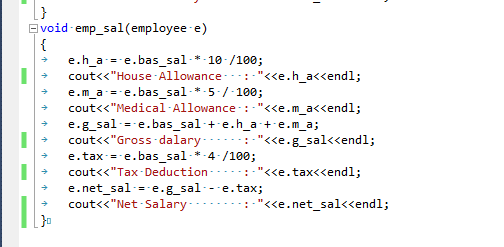 }
void emp_sal(employee e)
{
e.h_a = e.bas_sal * 10 /100;
cout<<"House Allowance   : "<<e.h_a<<endl;
e.m_a = e.bas_sal * 5 / 100;
cout<<"Medical Allowance : "<<e.m_a<<endl;
e.g_sal = e.bas_sal + e.h_a + e.m_a;
cout<<"Gross dalary      : "<<e.g_sal<<endl;
e.tax = e.bas_sal * 4 /100;
cout<<"Tax Deduction     : "<<e.tax<<endl;
e.net_sal = e.g_sal - e.tax;
cout<<"Net Salary        : "<<e.net_sal<<endl;
}